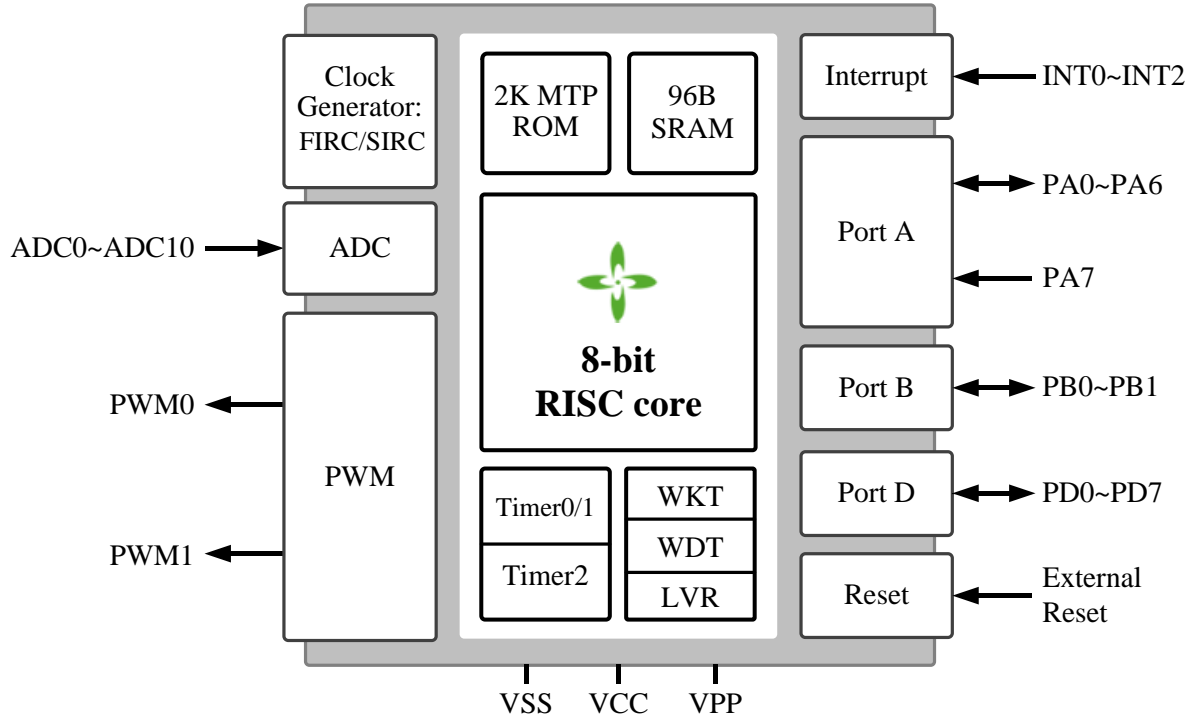 Clock
Generator:
FIRC/SIRC
2K MTP
ROM
96B
SRAM
Interrupt
INT0~INT2
ADC0~ADC10
ADC
Port A
PA0~PA6
PA7
8-bit
RISC core
PWM0
PWM
PWM1
Port B
PB0~PB1
Port D
PD0~PD7
Timer0/1
Timer2
WKT
WDT
LVR
Reset
External
Reset
VSS
VCC
VPP